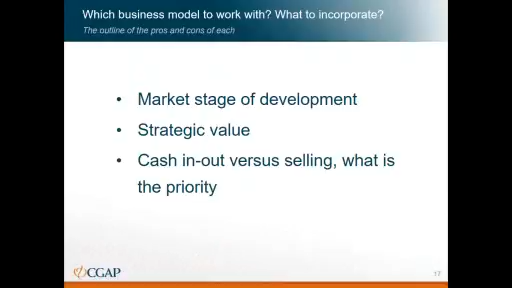 Which business model to work with? What to incorporate?
The outline of the pros and cons of each
• Market stage of development
• Strategic value
• Cash in-out versus selling, what is
the priority
CGAP
17